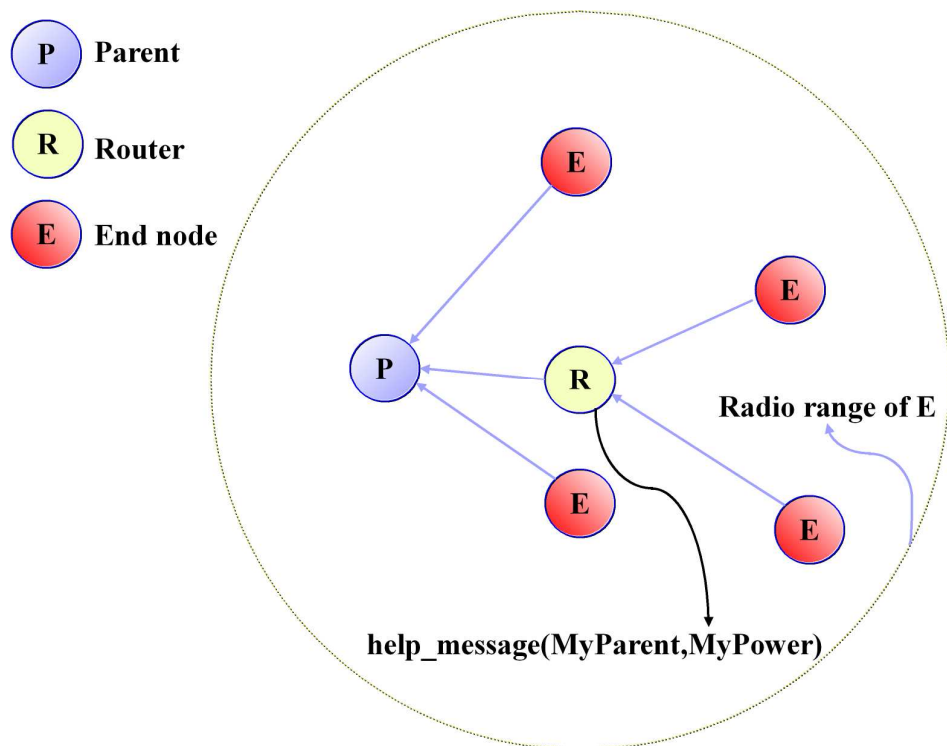 P Parent
R Router
E End node
E
E
P
R
Radio range of E
E
E
help_message(MyParent,MyPower)